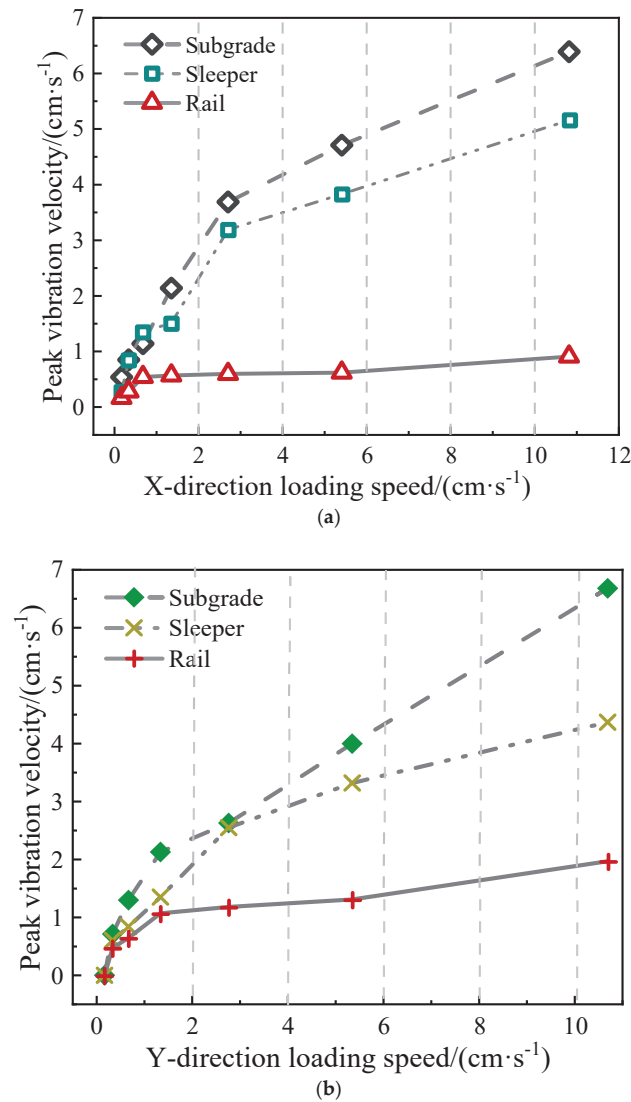 7
6
5
4
3
2
1
0
Peak vibration velocity/(cm·s⁻¹)
Subgrade
Sleeper
Rail
0 2 4 6 8 10 12
X-direction loading speed/(cm·s⁻¹)
(a)
7
6
5
4
3
2
1
0
Peak vibration velocity/(cm·s⁻¹)
Subgrade
Sleeper
Rail
0 2 4 6 8 10
Y-direction loading speed/(cm·s⁻¹)
(b)